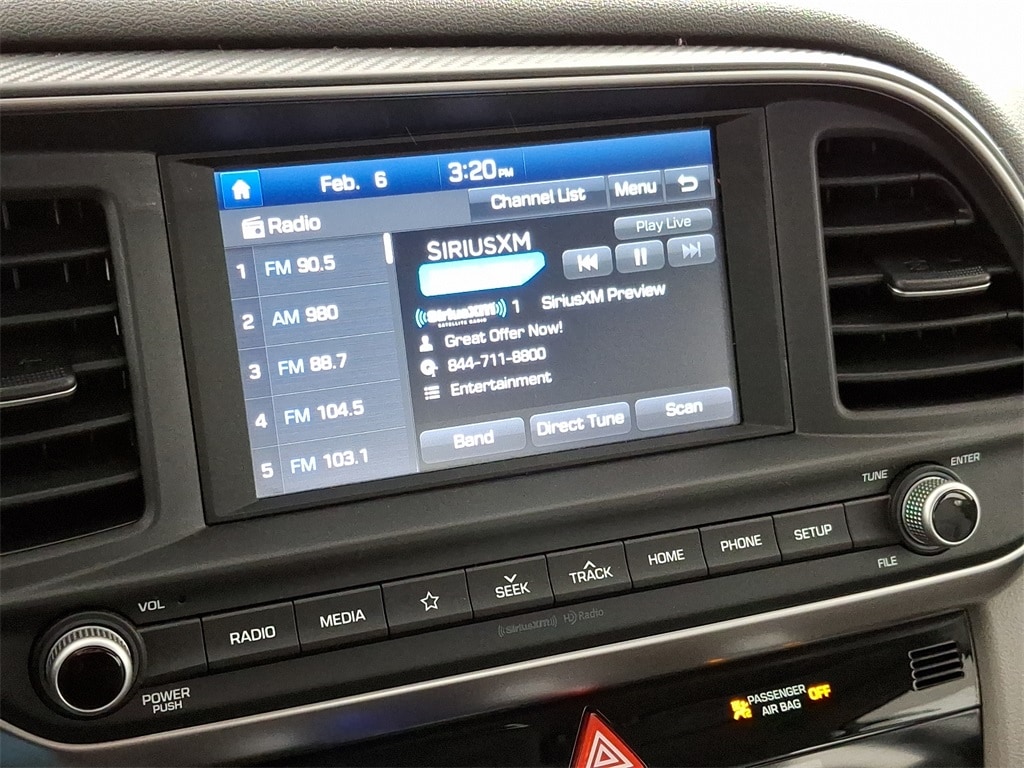 Feb. 6 3:20 PM
Channel List Menu
Radio
Play Live
SIRIUSXM
1 FM 90.5
2 AM 980
3 FM 88.7
4 FM 104.5
5 FM 103.1
((SiriusXM)) 1 SiriusXM Preview
SATELLITE RADIO
Great Offer Now!
844-711-8800
Entertainment
Band Direct Tune Scan
TUNE ENTER
FILE
VOL
RADIO MEDIA SEEK TRACK HOME PHONE SETUP
((SiriusXM)) HD Radio
POWER
PUSH
PASSENGER OFF
AIR BAG